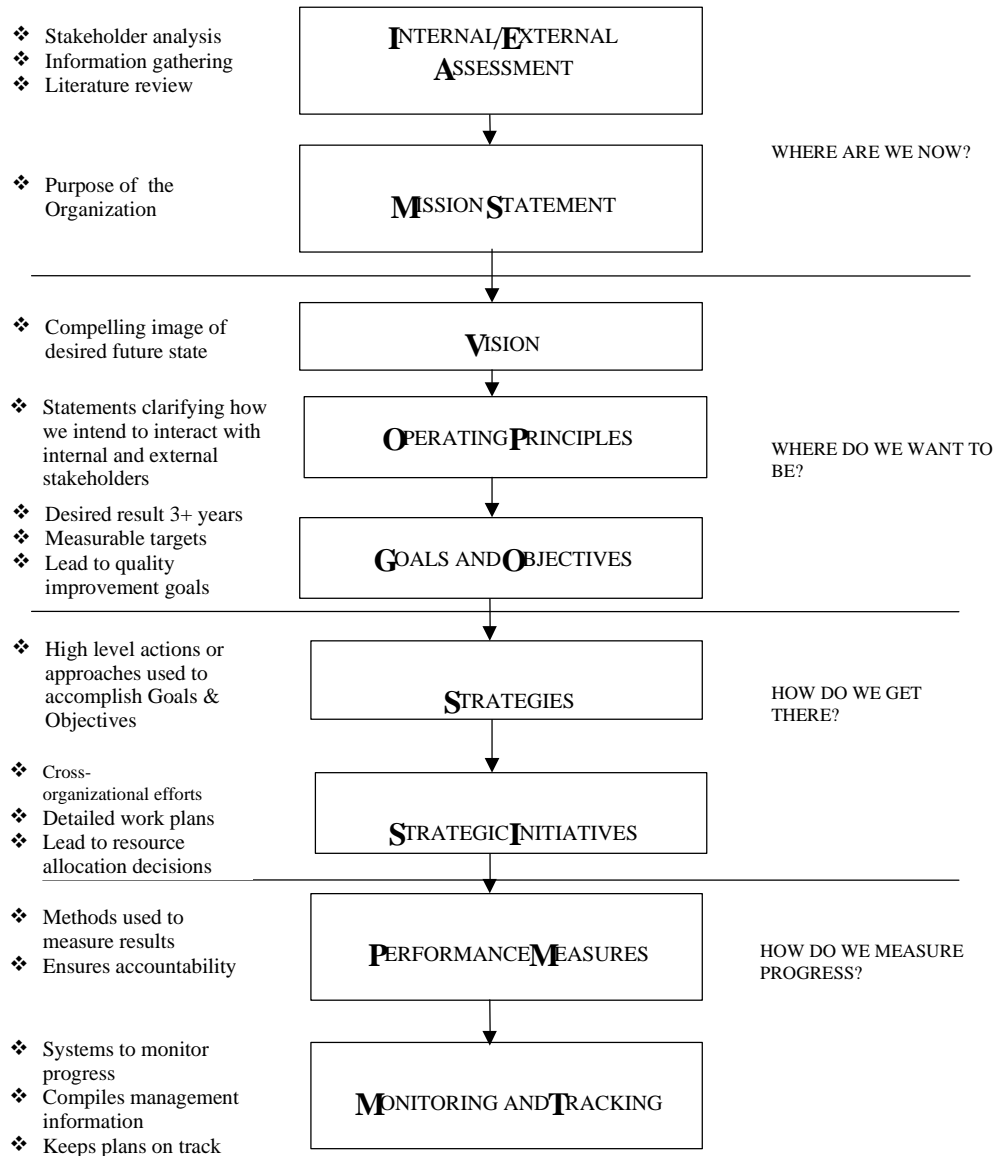 ❖ Stakeholder analysis
❖ Information gathering
❖ Literature review
INTERNAL/EXTERNAL
ASSESSMENT
WHERE ARE WE NOW?
❖ Purpose of the
Organization
MISSION STATEMENT
❖ Compelling image of
desired future state
VISION
❖ Statements clarifying how
we intend to interact with
internal and external
stakeholders
OPERATING PRINCIPLES
WHERE DO WE WANT TO
BE?
❖ Desired result 3+ years
❖ Measurable targets
❖ Lead to quality
improvement goals
GOALS AND OBJECTIVES
❖ High level actions or
approaches used to
accomplish Goals &
Objectives
STRATEGIES
HOW DO WE GET
THERE?
❖ Cross-
organizational efforts
❖ Detailed work plans
❖ Lead to resource
allocation decisions
STRATEGIC INITIATIVES
❖ Methods used to
measure results
❖ Ensures accountability
PERFORMANCE MEASURES
HOW DO WE MEASURE
PROGRESS?
❖ Systems to monitor
progress
❖ Compiles management
information
❖ Keeps plans on track
MONITORING AND TRACKING